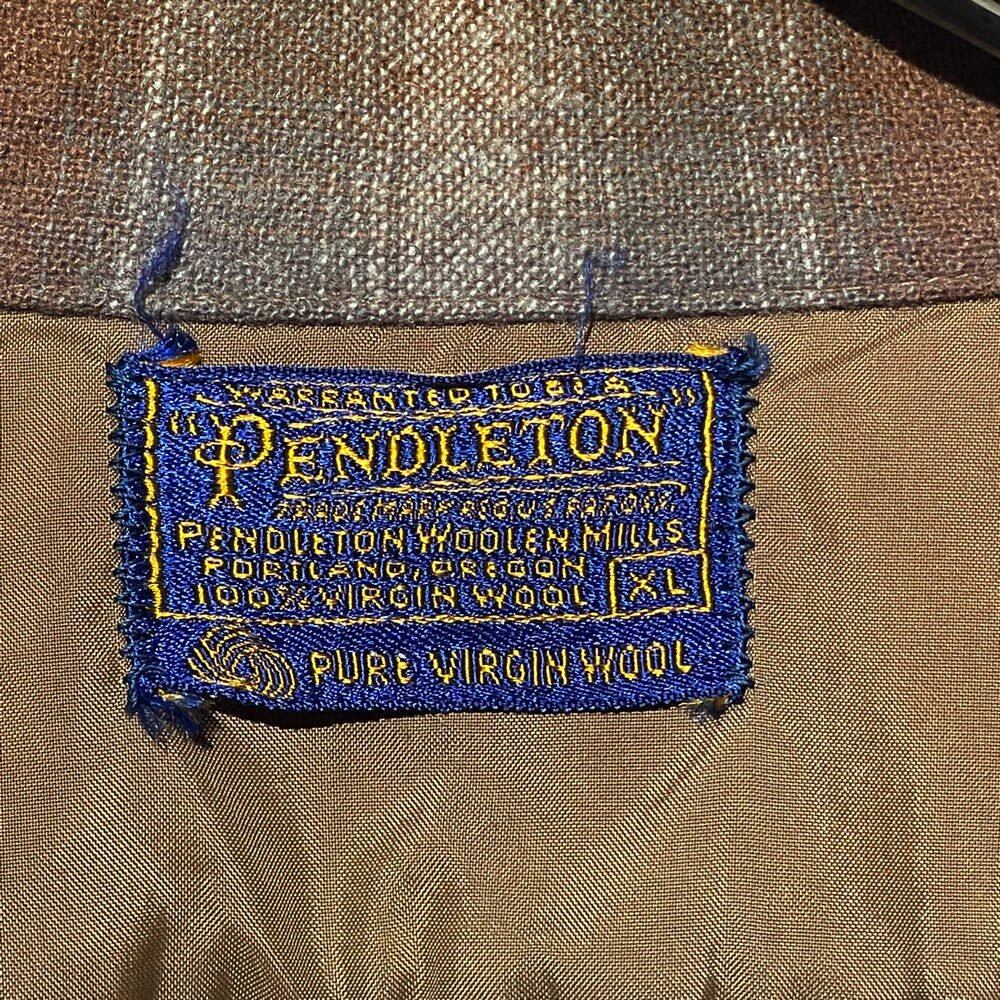 WARRANTED TO BE A
"PENDLETON"
TRADE MARK REG U.S. PAT. OFF.
PENDLETON WOOLEN MILLS
PORTLAND, OREGON
100% VIRGIN WOOL
XL
PURE VIRGIN WOOL